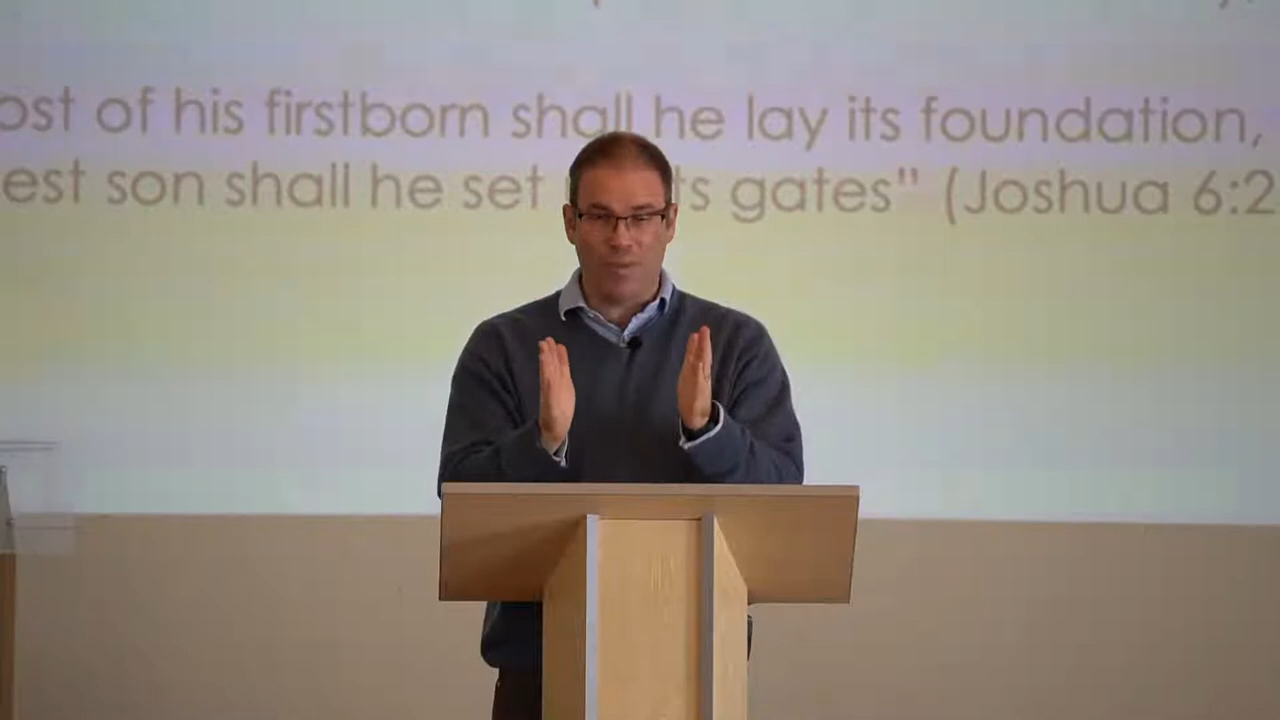 ost of his firstborn shall he lay its foundation,
est son shall he set ts gates" (Joshua 6:2